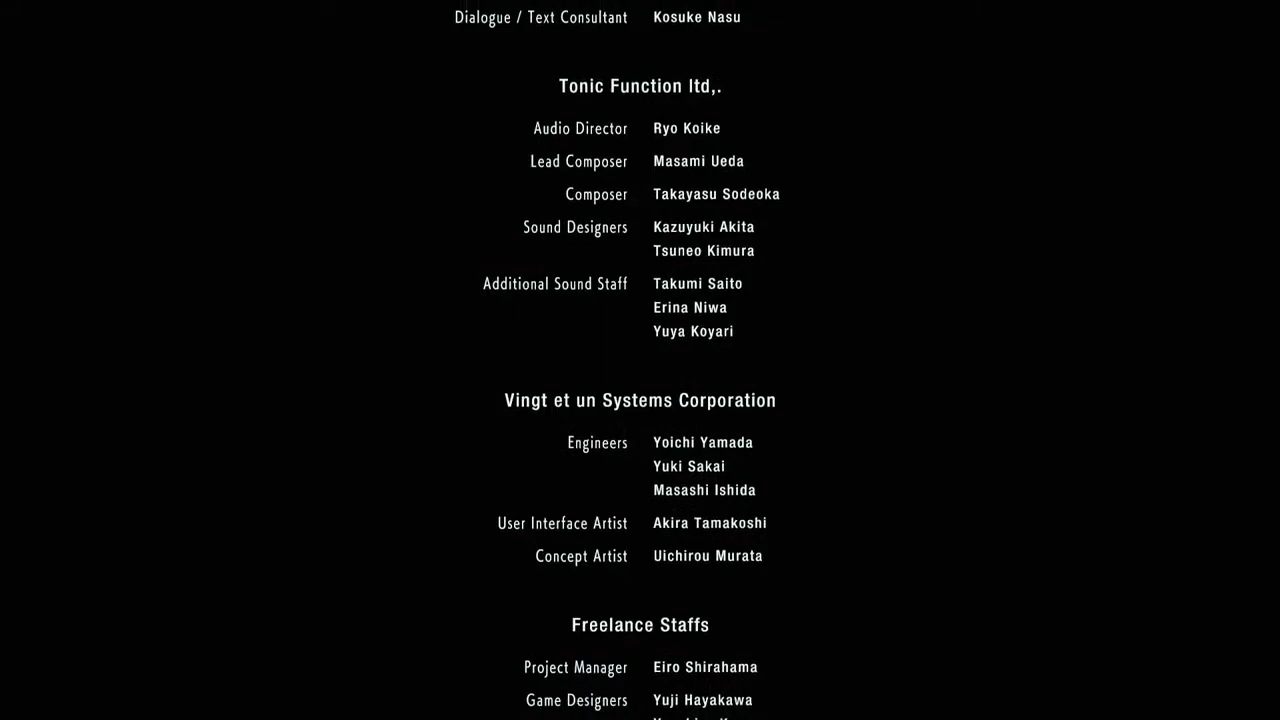 Dialogue / Text Consultant Kosuke Nasu
Tonic Function ltd,.
Audio Director Ryo Koike
Lead Composer Masami Ueda
Composer Takayasu Sodeoka
Sound Designers Kazuyuki Akita
Tsuneo Kimura
Additional Sound Staff Takumi Saito
Erina Niwa
Yuya Koyari
Vingt et un Systems Corporation
Engineers Yoichi Yamada
Yuki Sakai
Masashi Ishida
User Interface Artist Akira Tamakoshi
Concept Artist Uichirou Murata
Freelance Staffs
Project Manager Eiro Shirahama
Game Designers Yuji Hayakawa